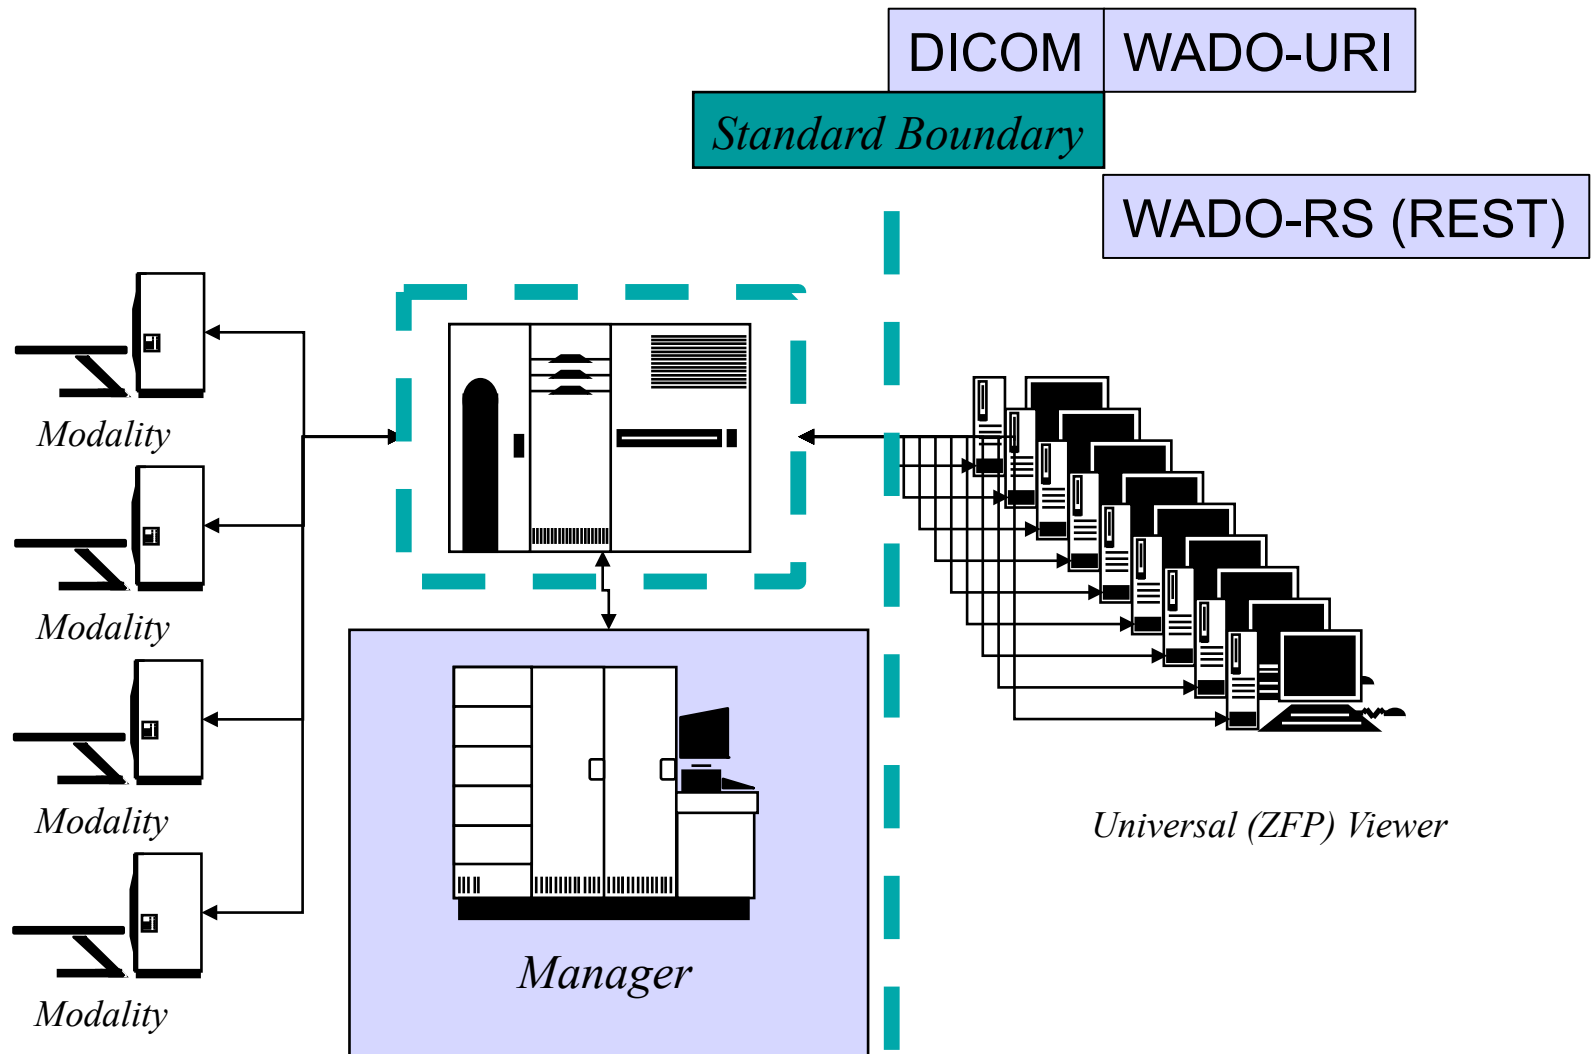 DICOM WADO-URI
Standard Boundary
WADO-RS (REST)
Modality
Modality
Modality
Universal (ZFP) Viewer
Manager
Modality